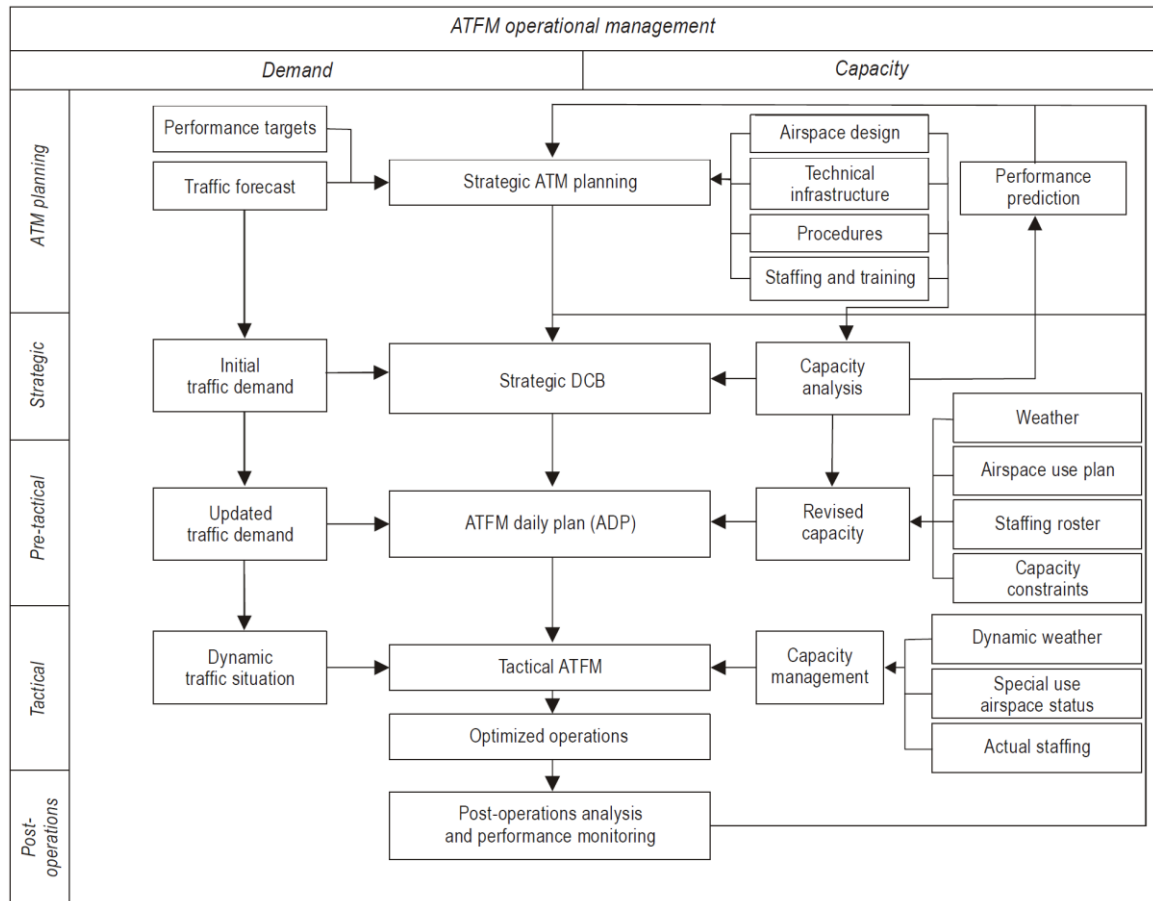 ATFM operational management
Demand
Capacity
ATM planning
Performance targets
Traffic forecast
Strategic ATM planning
Airspace design
Technical
infrastructure
Procedures
Staffing and training
Performance
prediction
Strategic
Initial
traffic demand
Strategic DCB
Capacity
analysis
Pre-tactical
Updated
traffic demand
ATFM daily plan (ADP)
Revised
capacity
Weather
Airspace use plan
Staffing roster
Capacity
constraints
Tactical
Dynamic
traffic situation
Tactical ATFM
Capacity
management
Dynamic weather
Special use
airspace status
Actual staffing
Optimized operations
Post-
operations
Post-operations analysis
and performance monitoring